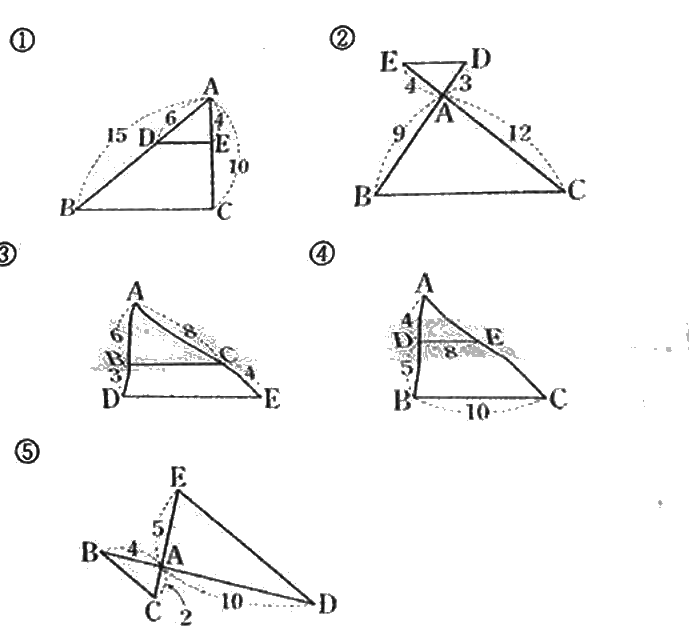 ① ②
E D
4 3
A A
15 6 4
D E 9 12
10
B C B C
③ ④
A A
6 8 4
D E
B C 8
3 4 5
D E B C
10
⑤
E
5
B 4 A
C 10 D
2